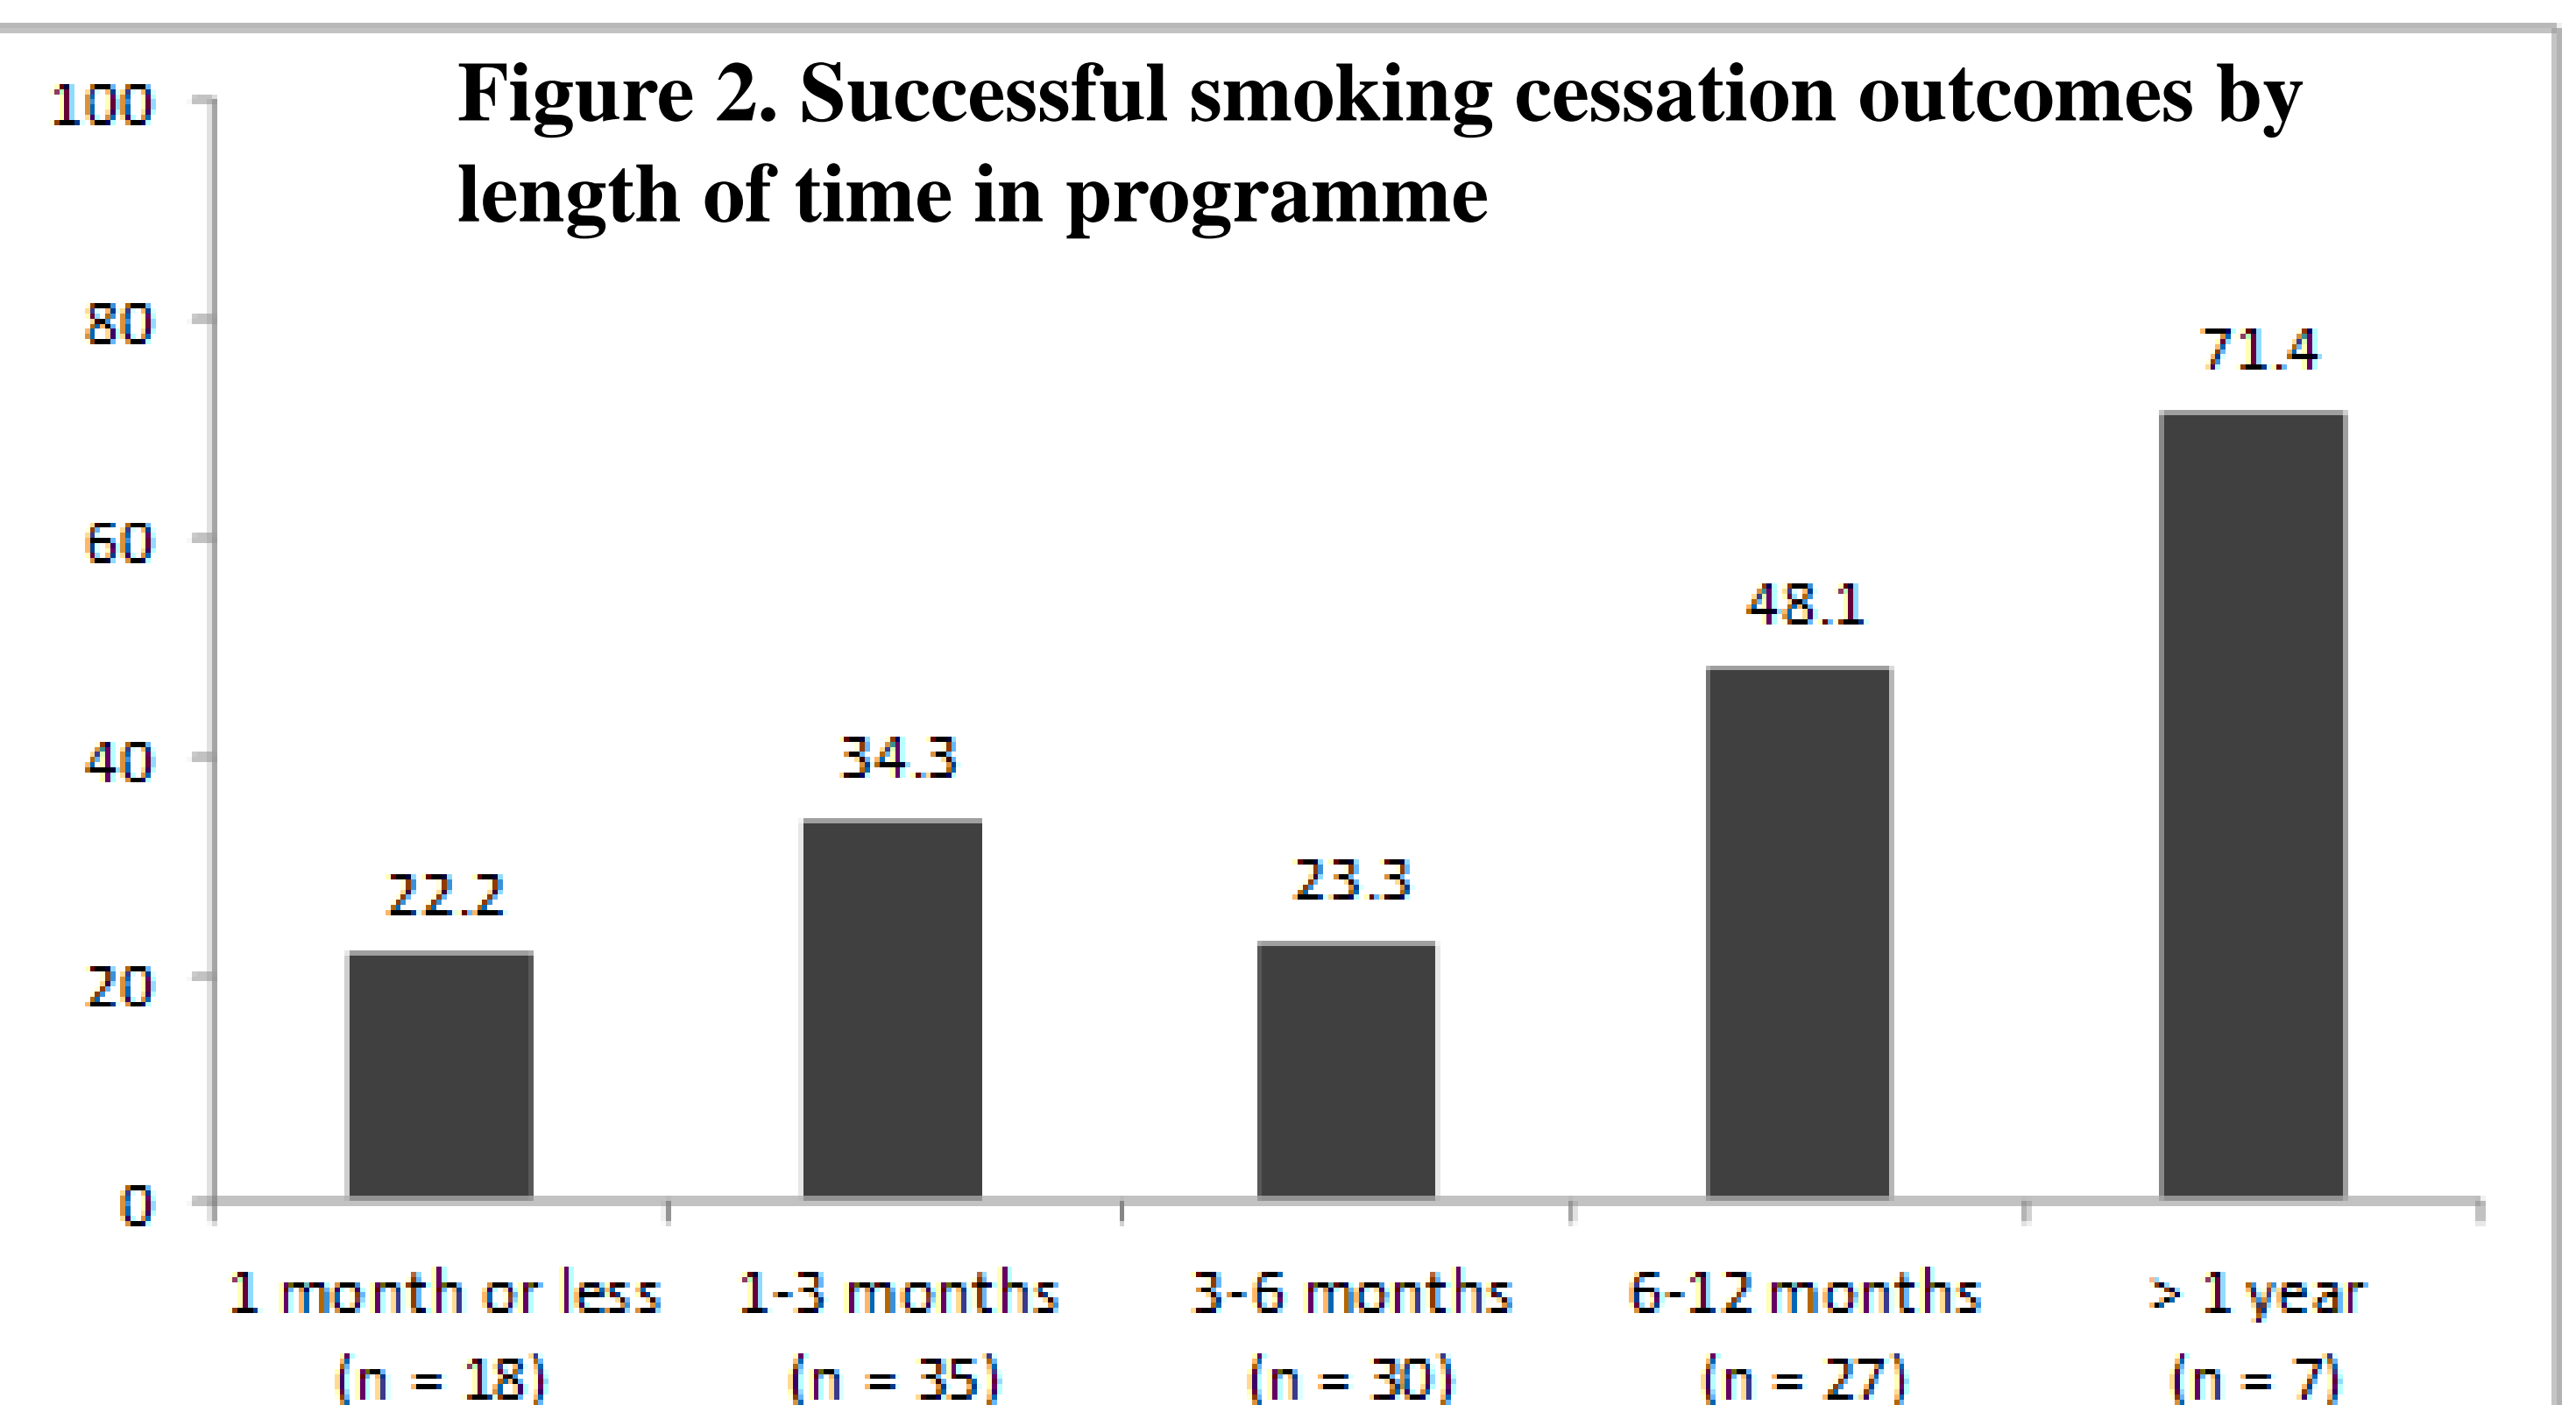 Figure 2. Successful smoking cessation outcomes by
length of time in programme
100
80
60
40
20
0
22.2
34.3
23.3
48.1
71.4
1 month or less
(n = 18)
1-3 months
(n = 35)
3-6 months
(n = 30)
6-12 months
(n = 27)
> 1 year
(n = 7)